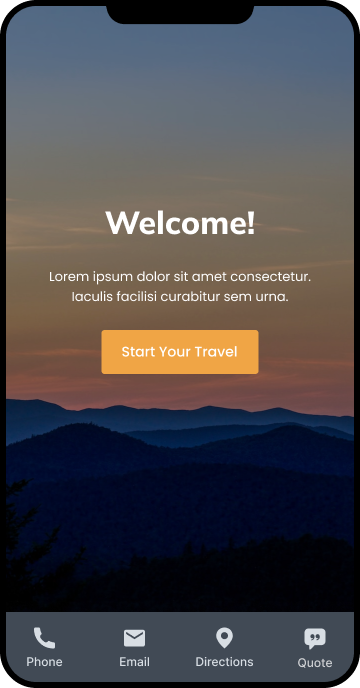 Welcome!
Lorem ipsum dolor sit amet consectetur.
Iaculis facilisi curabitur sem urna.
Start Your Travel
Phone Email Directions Quote